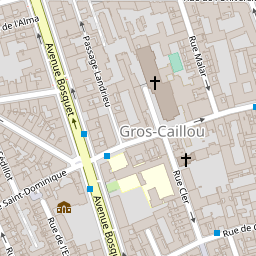 de l'Alma
Avenue Bosquet
Passage Landrieu
Rue Malar
Gros-Caillou
Saint-Dominique
Rue Cler
Avenue Bosquet
Rue de
Rue de l'E